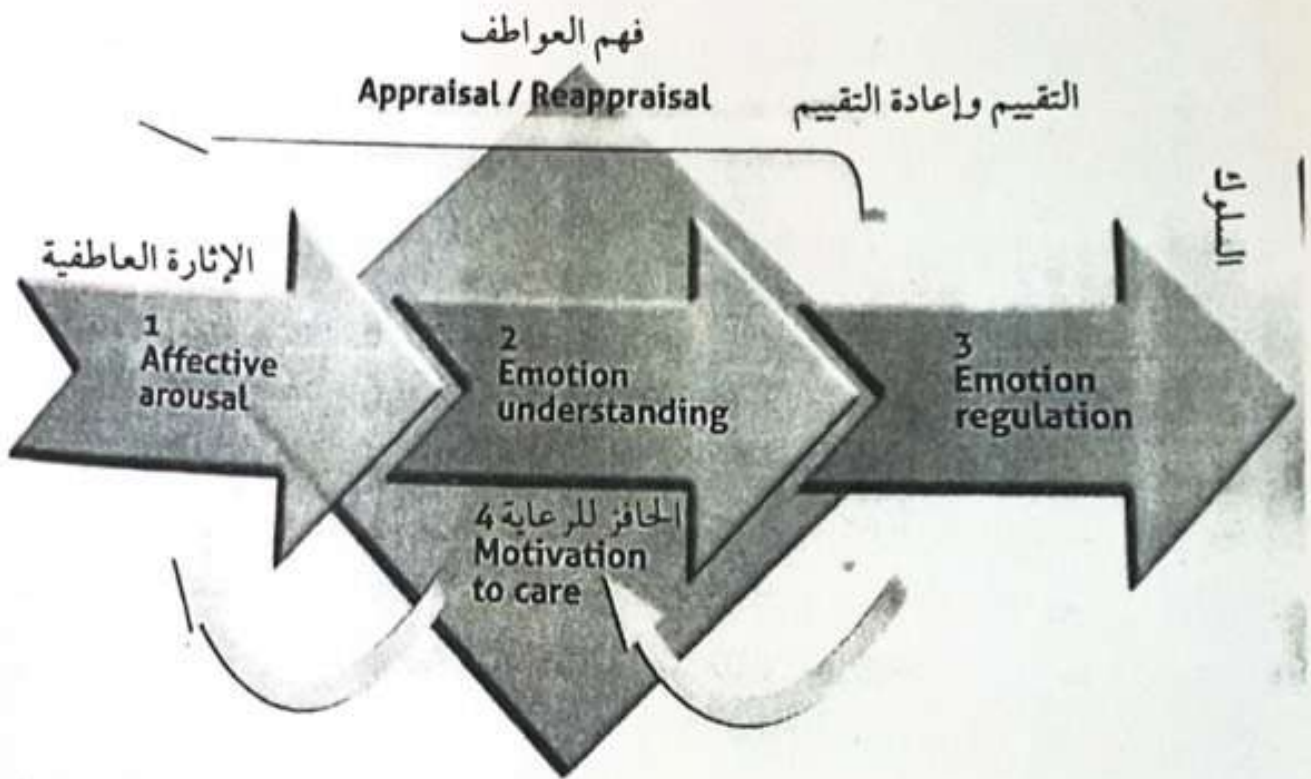 فهم العواطف
Appraisal / Reappraisal
التقييم وإعادة التقييم
السلوك
الإثارة العاطفية
1
Affective
arousal
2
Emotion
understanding
3
Emotion
regulation
4 الحافز للرعاية
Motivation
to care